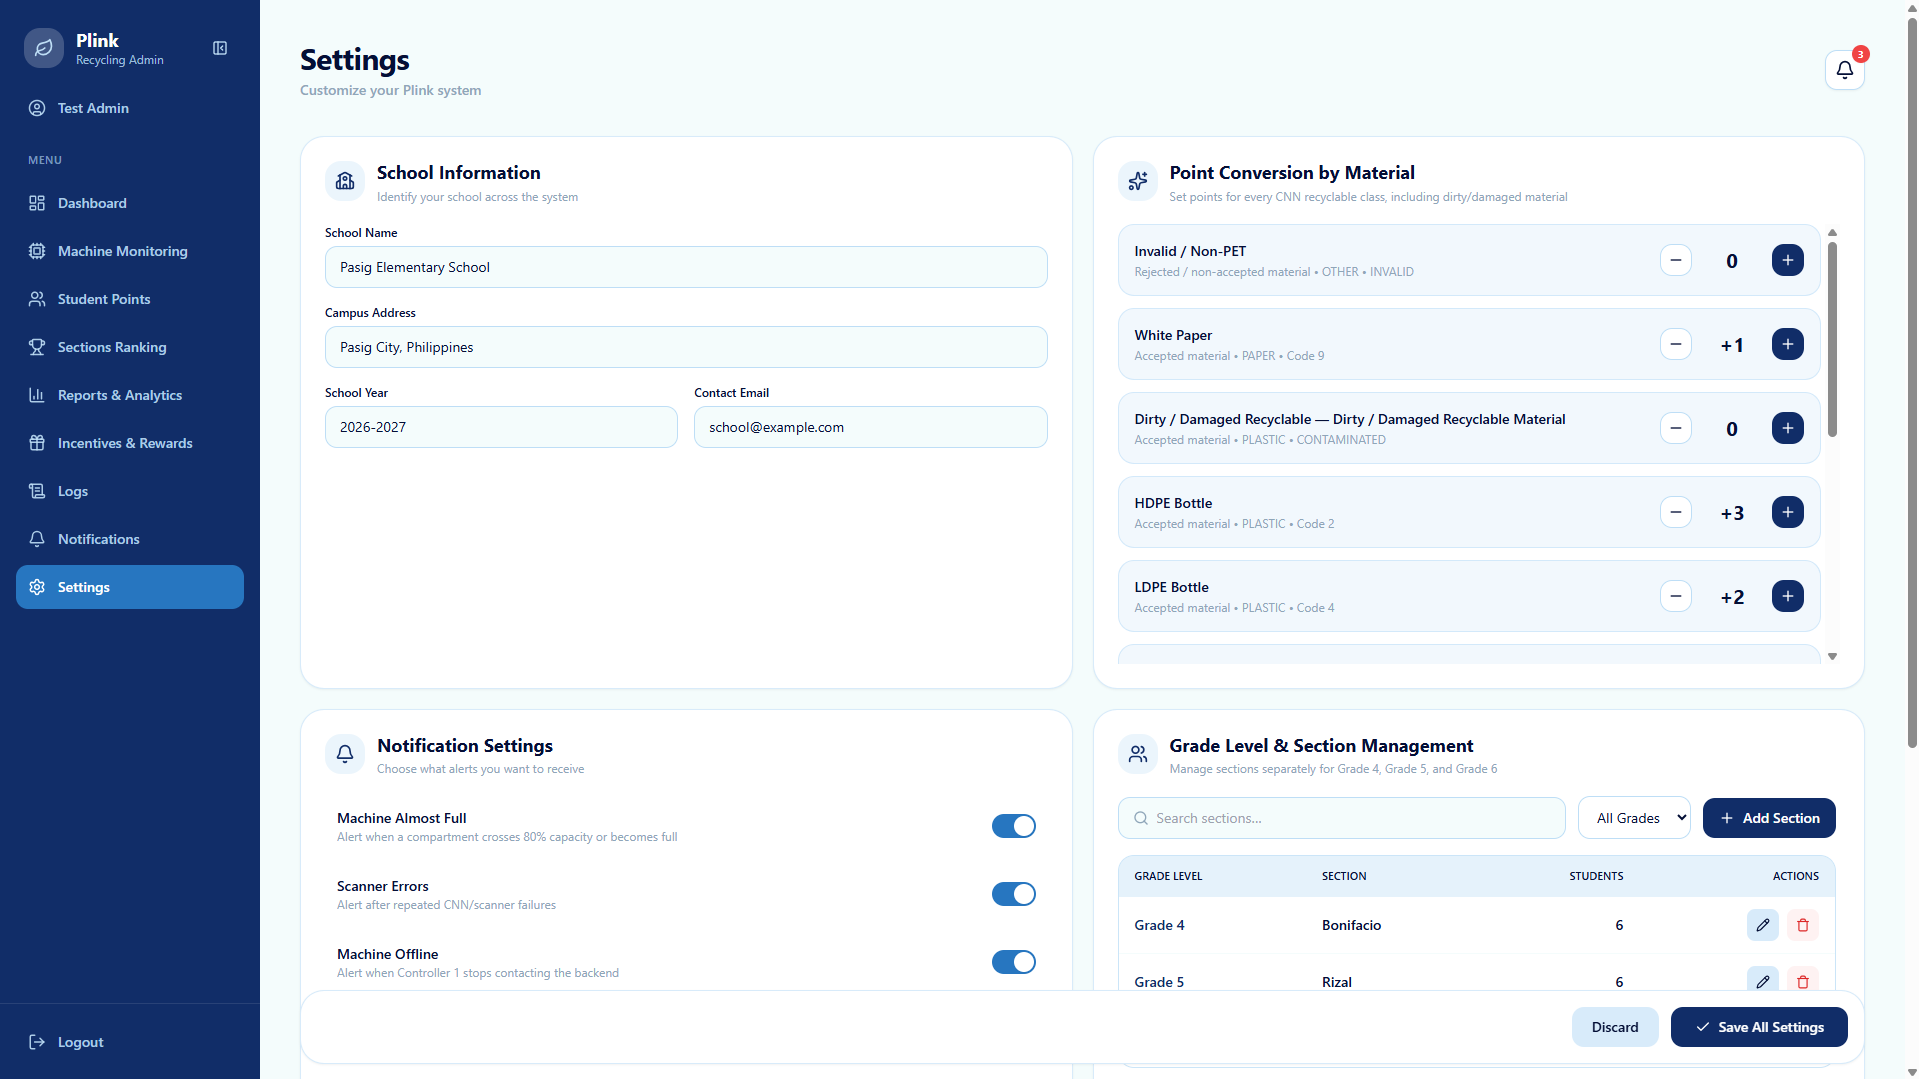 Plink
Recycling Admin
Test Admin
MENU
Dashboard
Machine Monitoring
Student Points
Sections Ranking
Reports & Analytics
Incentives & Rewards
Logs
Notifications
Settings
Logout
Settings
Customize your Plink system
3
School Information
Identify your school across the system
School Name
Pasig Elementary School
Campus Address
Pasig City, Philippines
School Year
Contact Email
2026-2027
school@example.com
Point Conversion by Material
Set points for every CNN recyclable class, including dirty/damaged material
Invalid / Non-PET
Rejected / non-accepted material • OTHER • INVALID
0
White Paper
Accepted material • PAPER • Code 9
+1
Dirty / Damaged Recyclable — Dirty / Damaged Recyclable Material
Accepted material • PLASTIC • CONTAMINATED
0
HDPE Bottle
Accepted material • PLASTIC • Code 2
+3
LDPE Bottle
Accepted material • PLASTIC • Code 4
+2
Notification Settings
Choose what alerts you want to receive
Machine Almost Full
Alert when a compartment crosses 80% capacity or becomes full
Scanner Errors
Alert after repeated CNN/scanner failures
Machine Offline
Alert when Controller 1 stops contacting the backend
Grade Level & Section Management
Manage sections separately for Grade 4, Grade 5, and Grade 6
Search sections...
All Grades
Add Section
GRADE LEVEL SECTION STUDENTS ACTIONS
Grade 4 Bonifacio 6
Grade 5 Rizal 6
Discard
Save All Settings